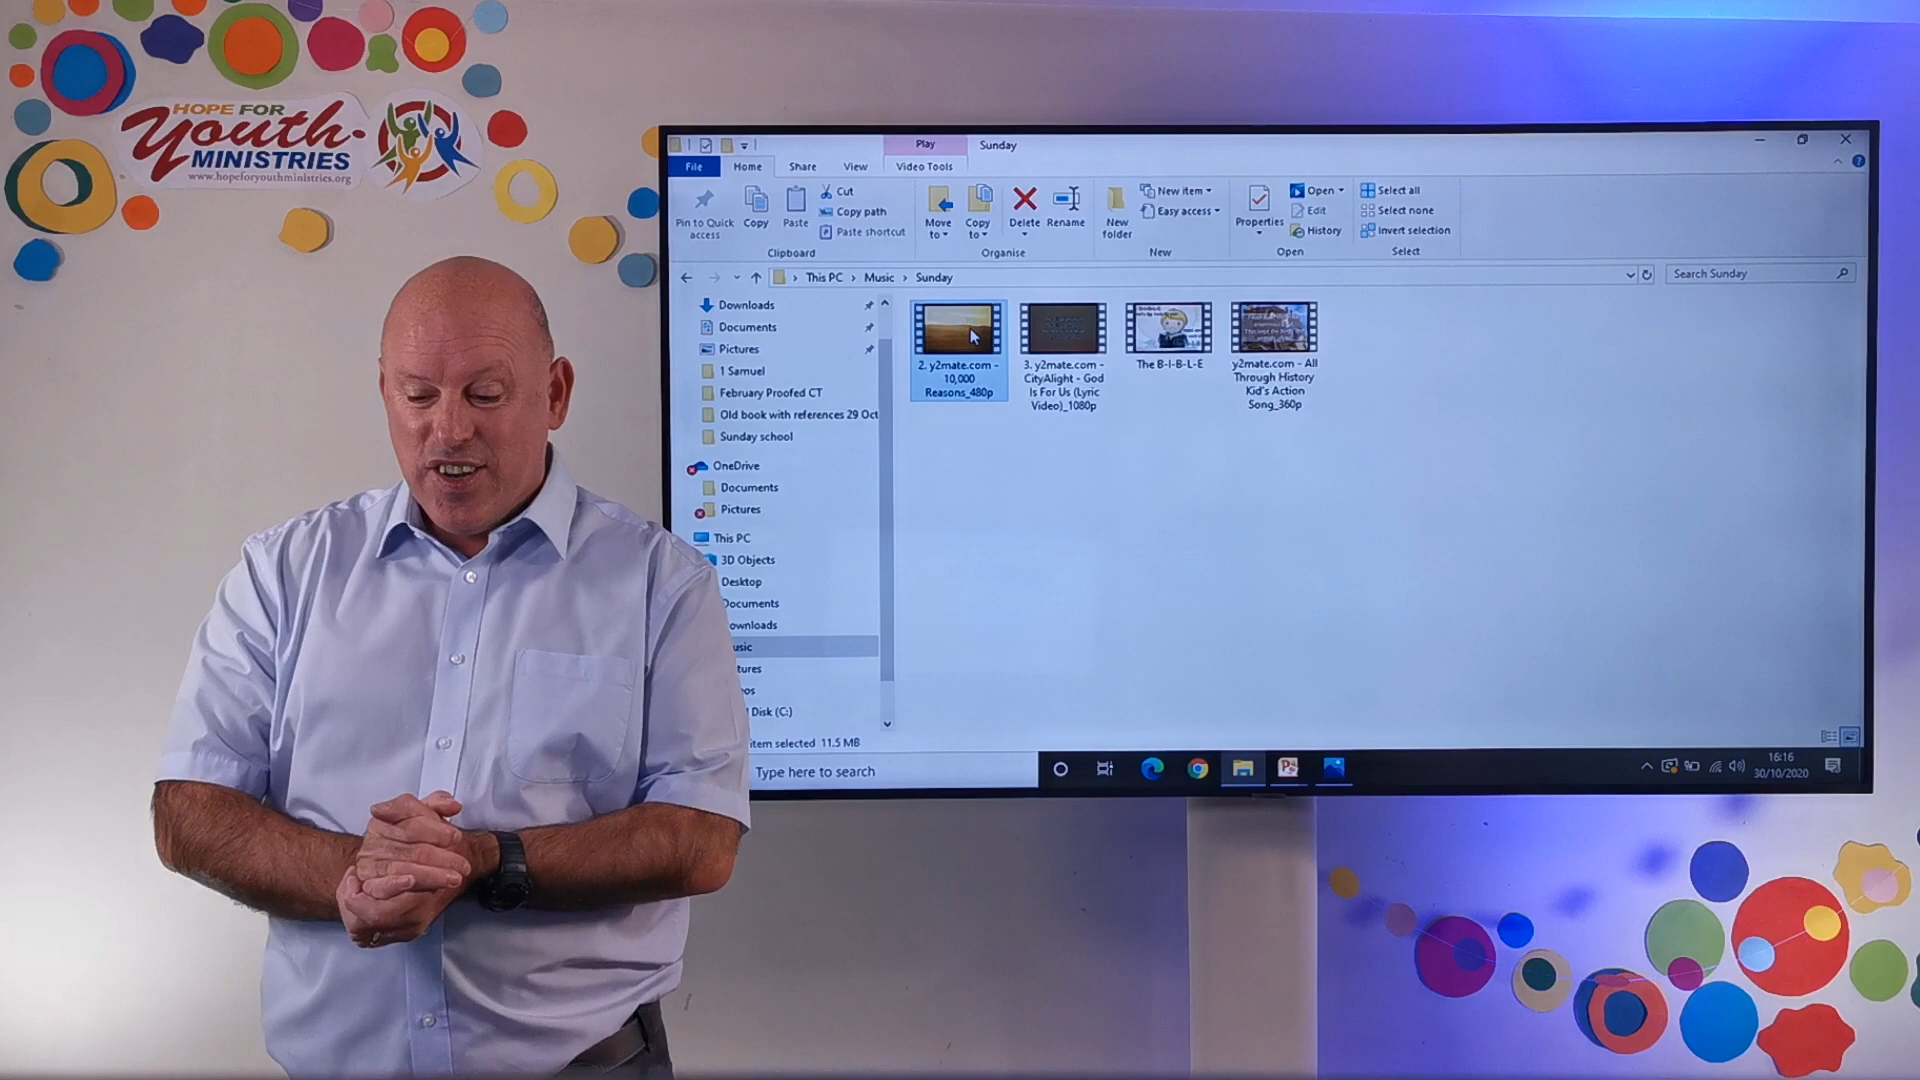 HOPE FOR
Youth
MINISTRIES
www.hopeforyouthministries.org
Play
Sunday
File
Home
Share
View
Video Tools
Pin to Quick
access
Copy
Paste
Cut
Copy path
Paste shortcut
Clipboard
Move
to
Copy
to
Delete
Rename
Organise
New
folder
New item
Easy access
New
Properties
Open
Edit
History
Open
Select all
Select none
Invert selection
Select
This PC > Music > Sunday
Search Sunday
Downloads
Documents
Pictures
1 Samuel
February Proofed CT
Old book with references 29 Oct
Sunday school
OneDrive
Documents
Pictures
This PC
3D Objects
Desktop
Documents
ownloads
usic
tures
os
Disk (C:)
2. y2mate.com -
10,000
Reasons_480p
3. y2mate.com -
CityAlight - God
Is For Us (Lyric
Video)_1080p
The B-I-B-L-E
y2mate.com - All
Through History
Kid's Action
Song_360p
item selected 11.5 MB
Type here to search
16:16
30/10/2020